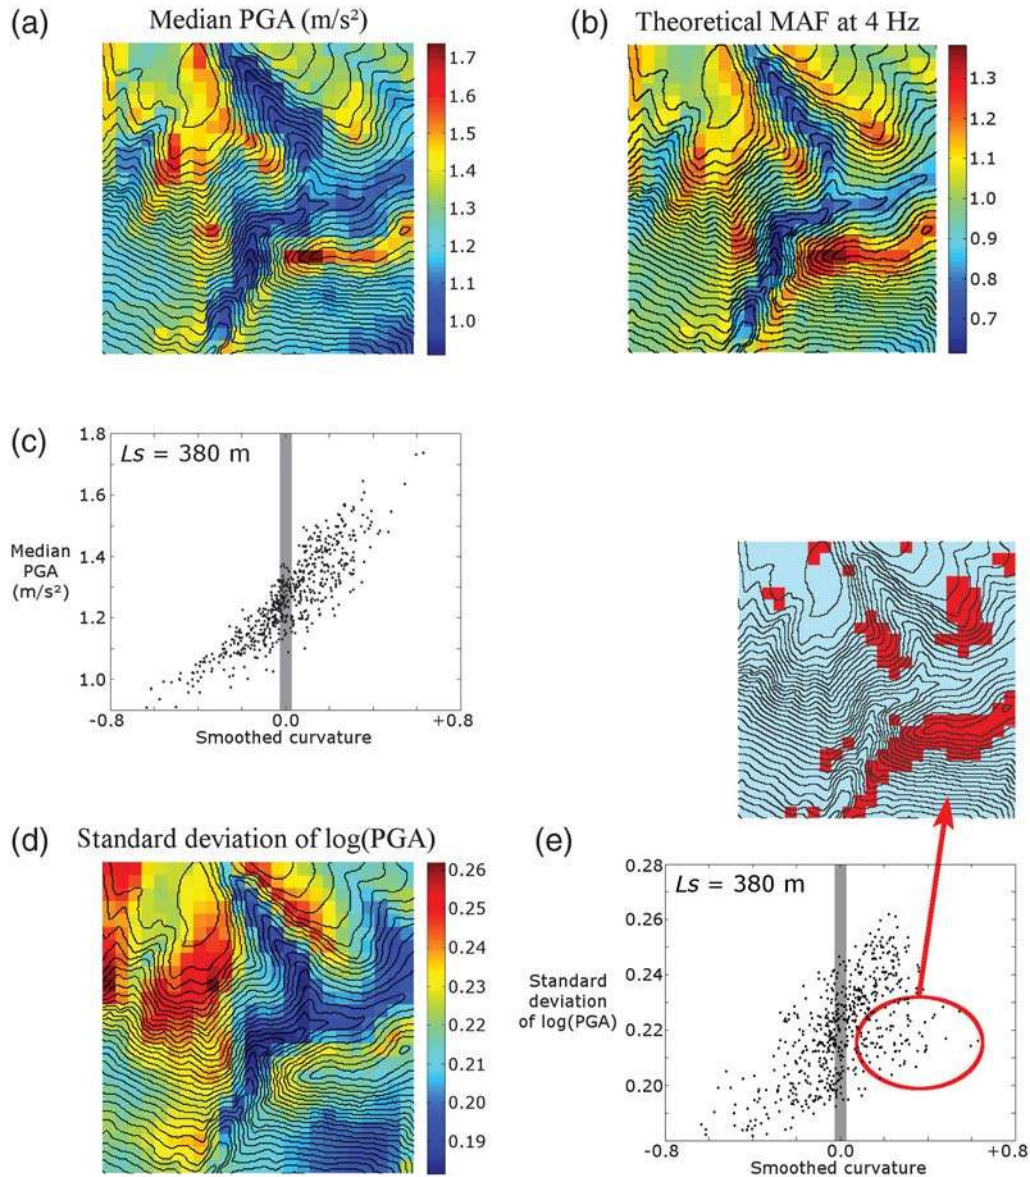 (a) Median PGA (m/s²)
1.7
1.6
1.5
1.4
1.3
1.2
1.1
1.0
(b) Theoretical MAF at 4 Hz
1.3
1.2
1.1
1.0
0.9
0.8
0.7
(c)
Ls = 380 m
1.8
1.6
1.4
1.2
1.0
Median
PGA
(m/s²)
-0.8 0.0 +0.8
Smoothed curvature
(d) Standard deviation of log(PGA)
0.26
0.25
0.24
0.23
0.22
0.21
0.20
0.19
(e)
Ls = 380 m
0.28
0.26
0.24
0.22
0.20
Standard
deviation
of log(PGA)
-0.8 0.0 +0.8
Smoothed curvature